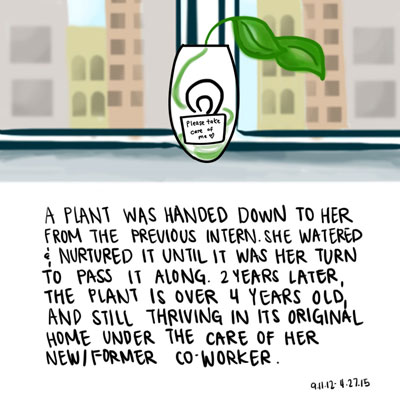 Please take
care of
me ♡
A PLANT WAS HANDED DOWN TO HER
FROM THE PREVIOUS INTERN. SHE WATERED
& NURTURED IT UNTIL IT WAS HER TURN
TO PASS IT ALONG. 2 YEARS LATER,
THE PLANT IS OVER 4 YEARS OLD,
AND STILL THRIVING IN ITS ORIGINAL
HOME UNDER THE CARE OF HER
NEW/FORMER CO-WORKER.
9.11.12-4.27.15